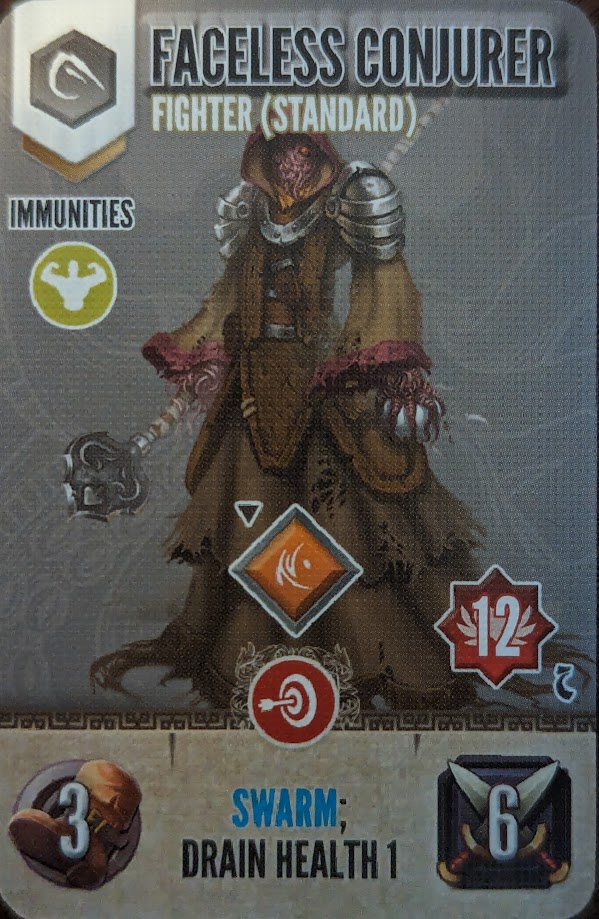 FACELESS CONJURER
FIGHTER (STANDARD)
IMMUNITIES
12
3
SWARM;
DRAIN HEALTH 1
6